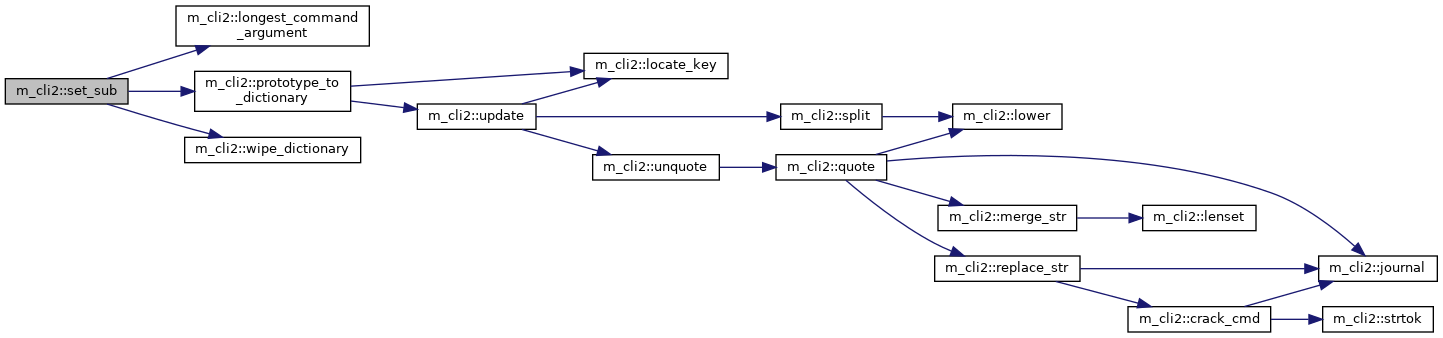 m_cli2::longest_command
_argument
m_cli2::set_sub
m_cli2::prototype_to
_dictionary
m_cli2::wipe_dictionary
m_cli2::locate_key
m_cli2::update
m_cli2::split
m_cli2::lower
m_cli2::unquote
m_cli2::quote
m_cli2::merge_str
m_cli2::lenset
m_cli2::replace_str
m_cli2::journal
m_cli2::crack_cmd
m_cli2::strtok